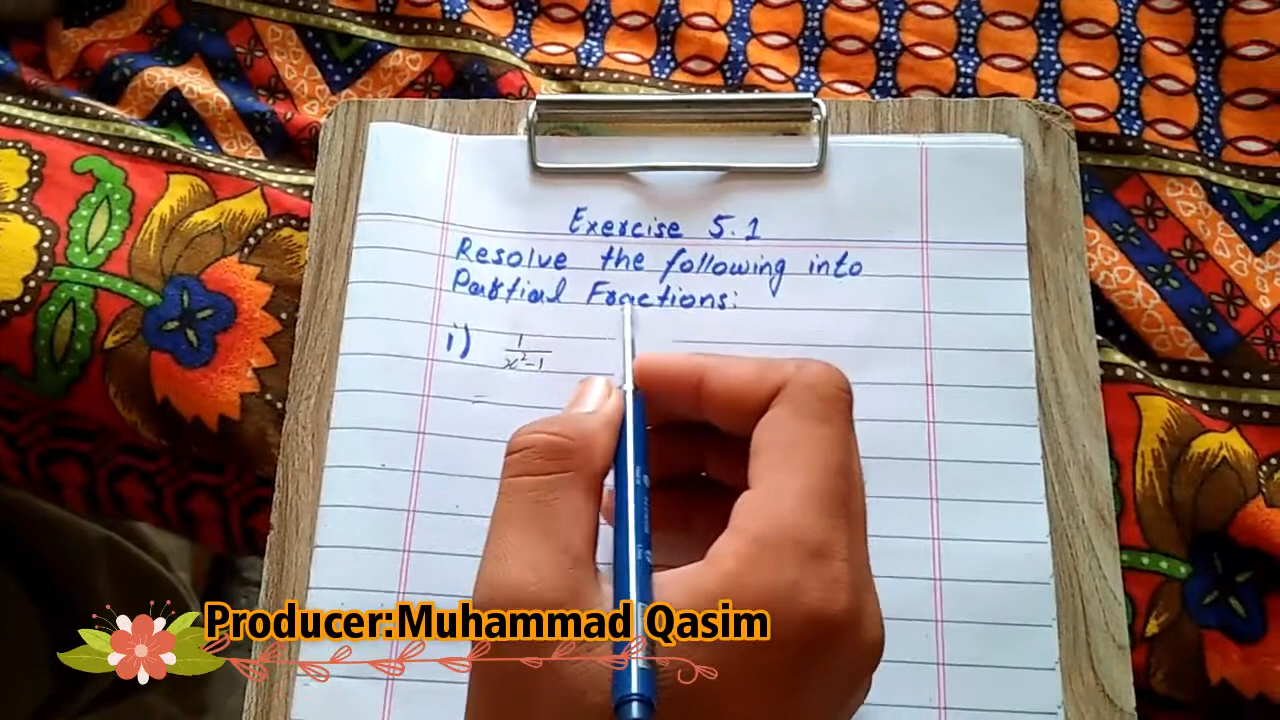 Exercise 5.1
Resolve the following into
Partial Fractions:
i) 1/(x²-1)
Producer:Muhammad Qasim